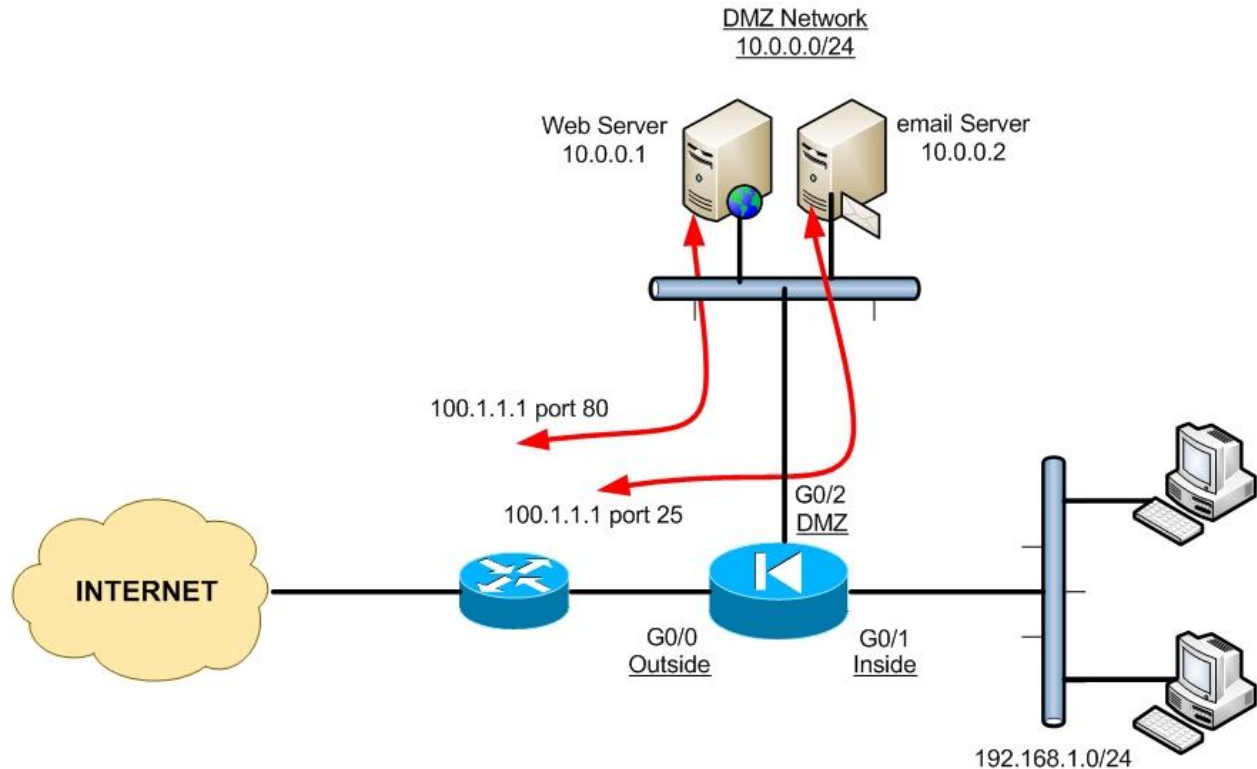 DMZ Network
10.0.0.0/24
Web Server
10.0.0.1
email Server
10.0.0.2
100.1.1.1 port 80
100.1.1.1 port 25
G0/2
DMZ
INTERNET
G0/0
Outside
G0/1
Inside
192.168.1.0/24